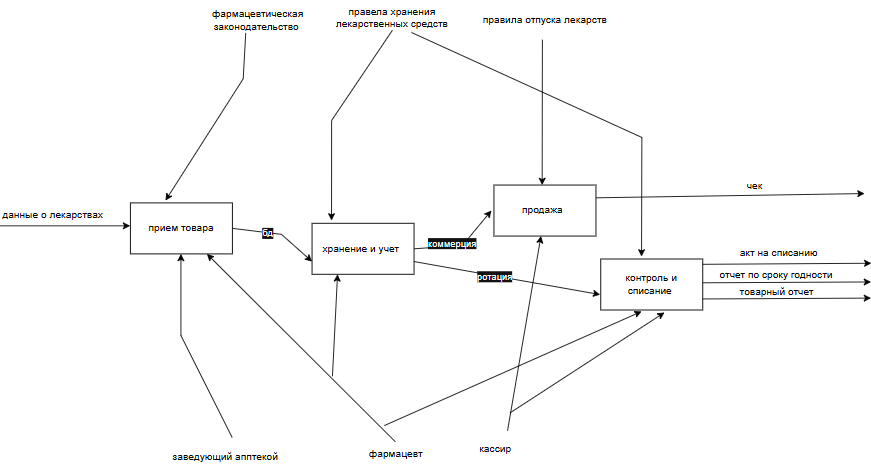 фармацевтическая
законодательство
правела хранения
лекарственных средств
правила отпуска лекарств
данные о лекарствах
прием товара
бд
хранение и учет
коммерция
ротация
продажа
чек
контроль и
списание
акт на списанию
отчет по сроку годности
товарный отчет
заведующий апптекой
фармацевт
кассир